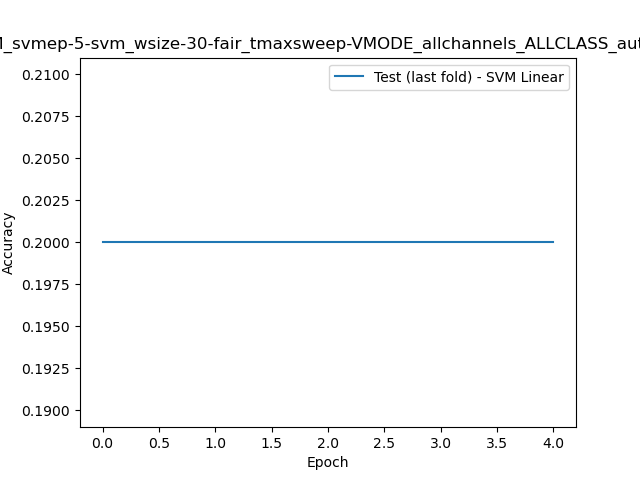 _svmep-5-svm_wsize-30-fair_tmaxsweep-VMODE_allchannels_ALLCLASS_aut
Test (last fold) - SVM Linear
0.2100
0.2075
0.2050
0.2025
0.2000
0.1975
0.1950
0.1925
0.1900
Accuracy
0.0 0.5 1.0 1.5 2.0 2.5 3.0 3.5 4.0
Epoch